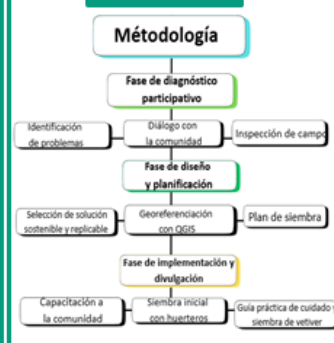 Métodología
Fase de diagnóstico
participativo
Identificación
de problemas
Diálogo con
la comunidad
Inspección de campo
Fase de diseño
y planificación
Selección de solución
sostenible y replicable
Georeferenciación
con QGIS
Plan de siembra
Fase de implementación y
divulgación
Capacitación a
la comunidad
Siembra inicial
con huerteros
Guía práctica de cuidado y
siembra de vetiver